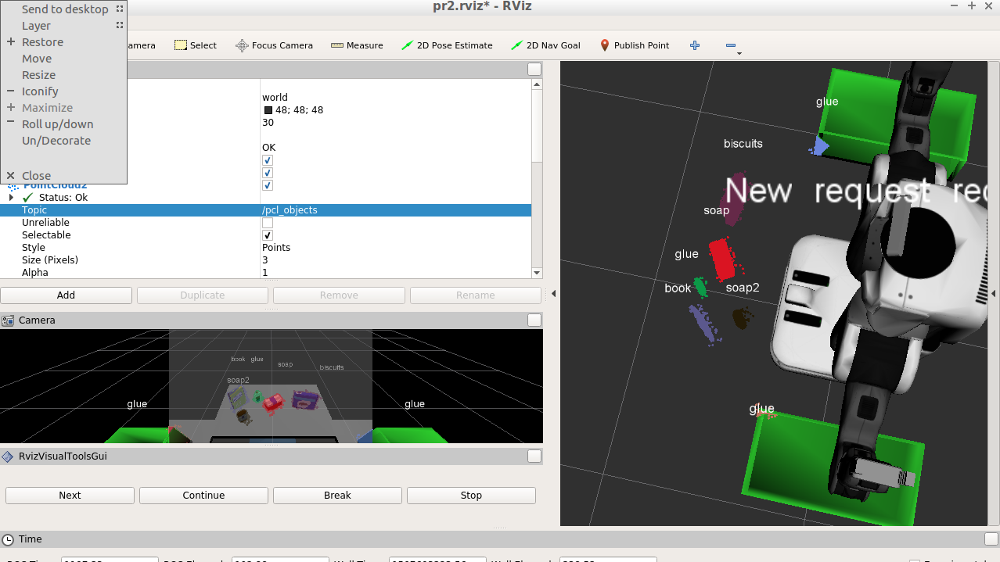 pr2.rviz* - RViz
Send to desktop
Layer
Restore
Move
Resize
Iconify
Maximize
Roll up/down
Un/Decorate
Close
amera
Select
Focus Camera
Measure
2D Pose Estimate
2D Nav Goal
Publish Point
world
48; 48; 48
30
OK
PointCloud2
Status: Ok
Topic /pcl_objects
Unreliable
Selectable
Style Points
Size (Pixels) 3
Alpha 1
Add Duplicate Remove Rename
Camera
book glue
soap
biscuits
soap2
glue glue
RvizVisualToolsGui
Next Continue Break Stop
glue
biscuits
New request rec
soap
glue
book soap2
glue
Time